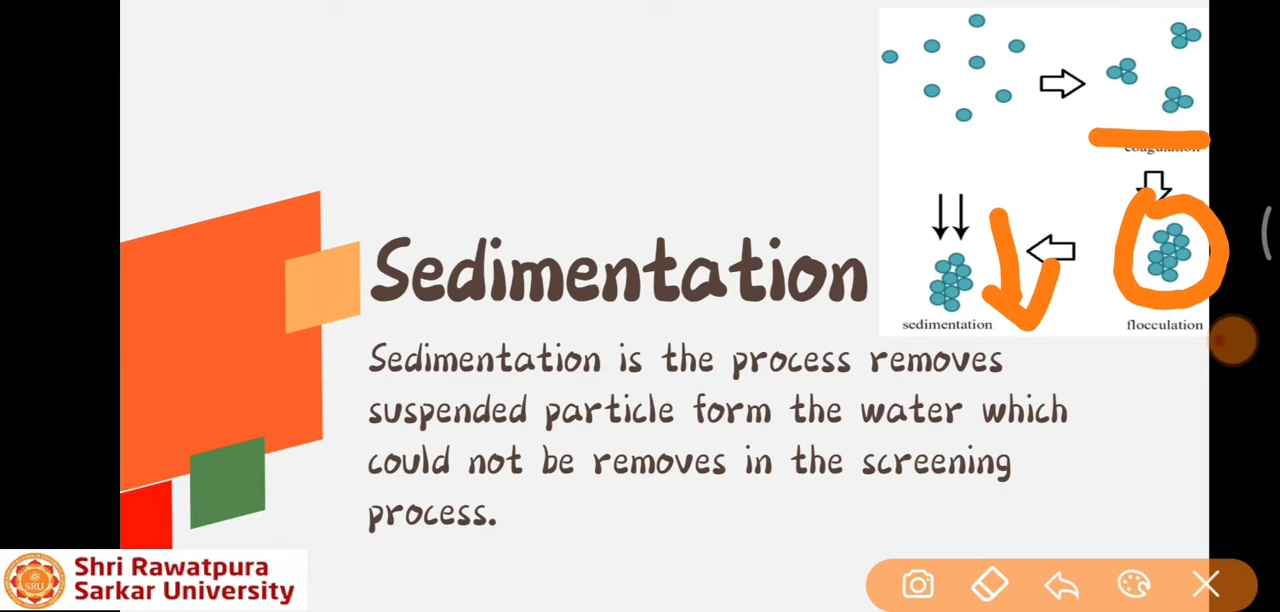 coagulation
sedimentation
flocculation
Sedimentation
Sedimentation is the process removes
suspended particle form the water which
could not be removes in the screening
process.
SRU
Shri Rawatpura
Sarkar University